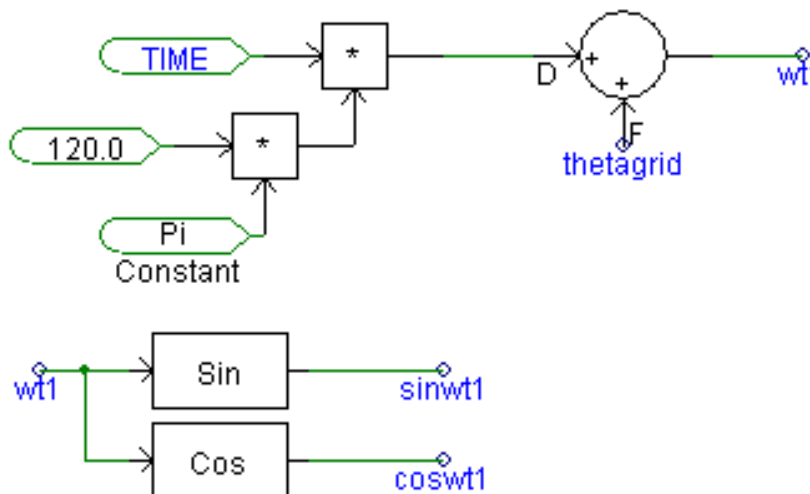 TIME
*
D
+
+
wt
120.0
*
F
thetagrid
Pi
Constant
wt1
Sin
sinwt1
Cos
coswt1